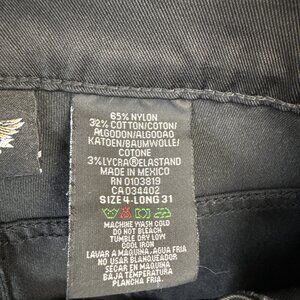 65% NYLON
32% COTTON/COTON/
ALGODON/ALGODAO
KATOEN/BAUMWOLLE/
COTONE
3% LYCRA®ELASTAND
MADE IN MEXICO
RN 0103819
CA 034402
SIZE 4-LONG 31
MACHINE WASH COLD
DO NOT BLEACH
TUMBLE DRY LOW
COOL IRON
LAVAR A MAQUINA, AGUA FRIA
NO USAR BLANQUEADOR
SECAR EN MAQUINA
BAJA TEMPERATURA
PLANCHA FRIA.